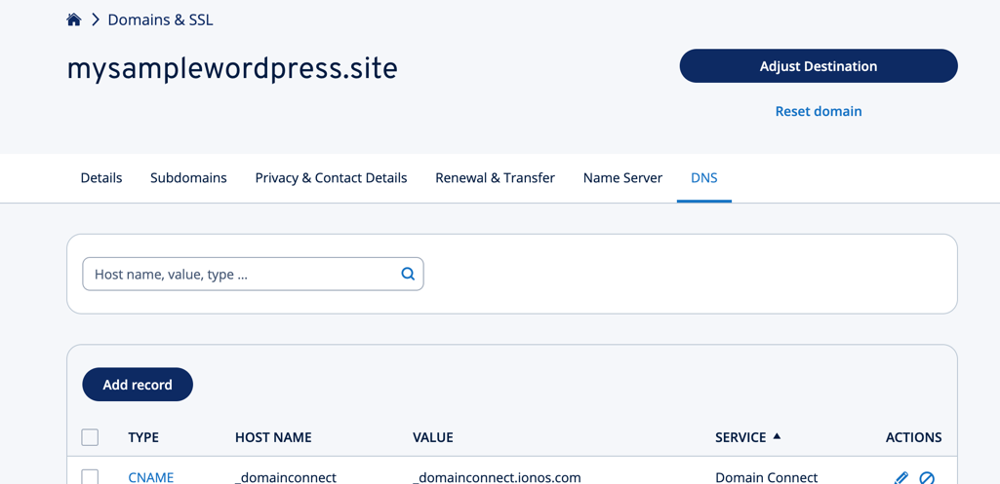 Domains & SSL
mysamplewordpress.site
Adjust Destination
Reset domain
Details Subdomains Privacy & Contact Details Renewal & Transfer Name Server DNS
Host name, value, type ...
Add record
TYPE HOST NAME VALUE SERVICE ACTIONS
CNAME _domainconnect _domainconnect.ionos.com Domain Connect